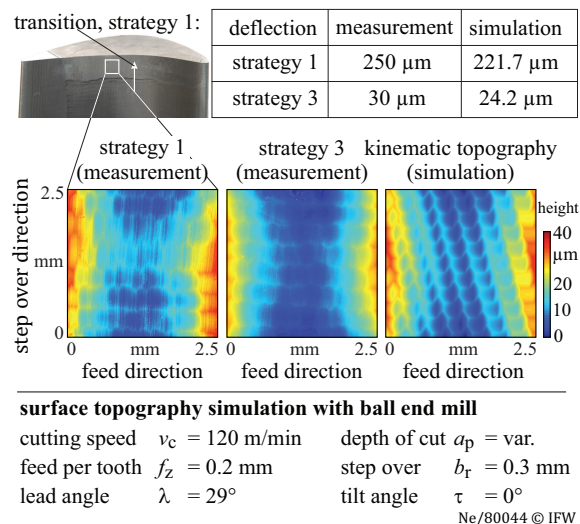 transition, strategy 1:
deflection measurement simulation
strategy 1 250 µm 221.7 µm
strategy 3 30 µm 24.2 µm
strategy 1 (measurement)
strategy 3 (measurement)
kinematic topography (simulation)
step over direction
2.5
mm
0
0 mm 2.5
feed direction
0 mm 2.5
feed direction
0 mm 2.5
feed direction
height
40
µm
20
10
0
surface topography simulation with ball end mill
cutting speed vc = 120 m/min depth of cut ap = var.
feed per tooth fz = 0.2 mm step over br = 0.3 mm
lead angle λ = 29° tilt angle τ = 0°
Ne/80044 © IFW